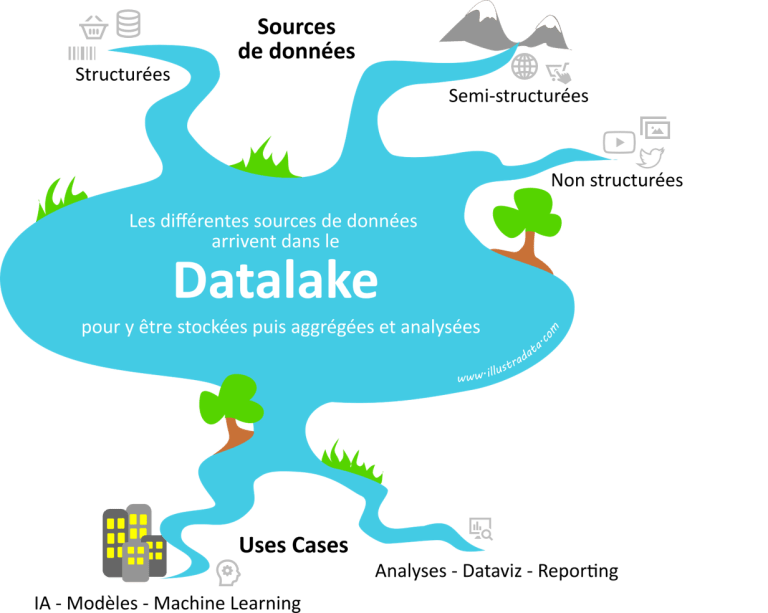 Sources
de données
Structurées
Semi-structurées
Non structurées
Les différentes sources de données
arrivent dans le
Datalake
pour y être stockées puis aggrégées et analysées
www.illustradata.com
Uses Cases
Analyses - Dataviz - Reporting
IA - Modèles - Machine Learning